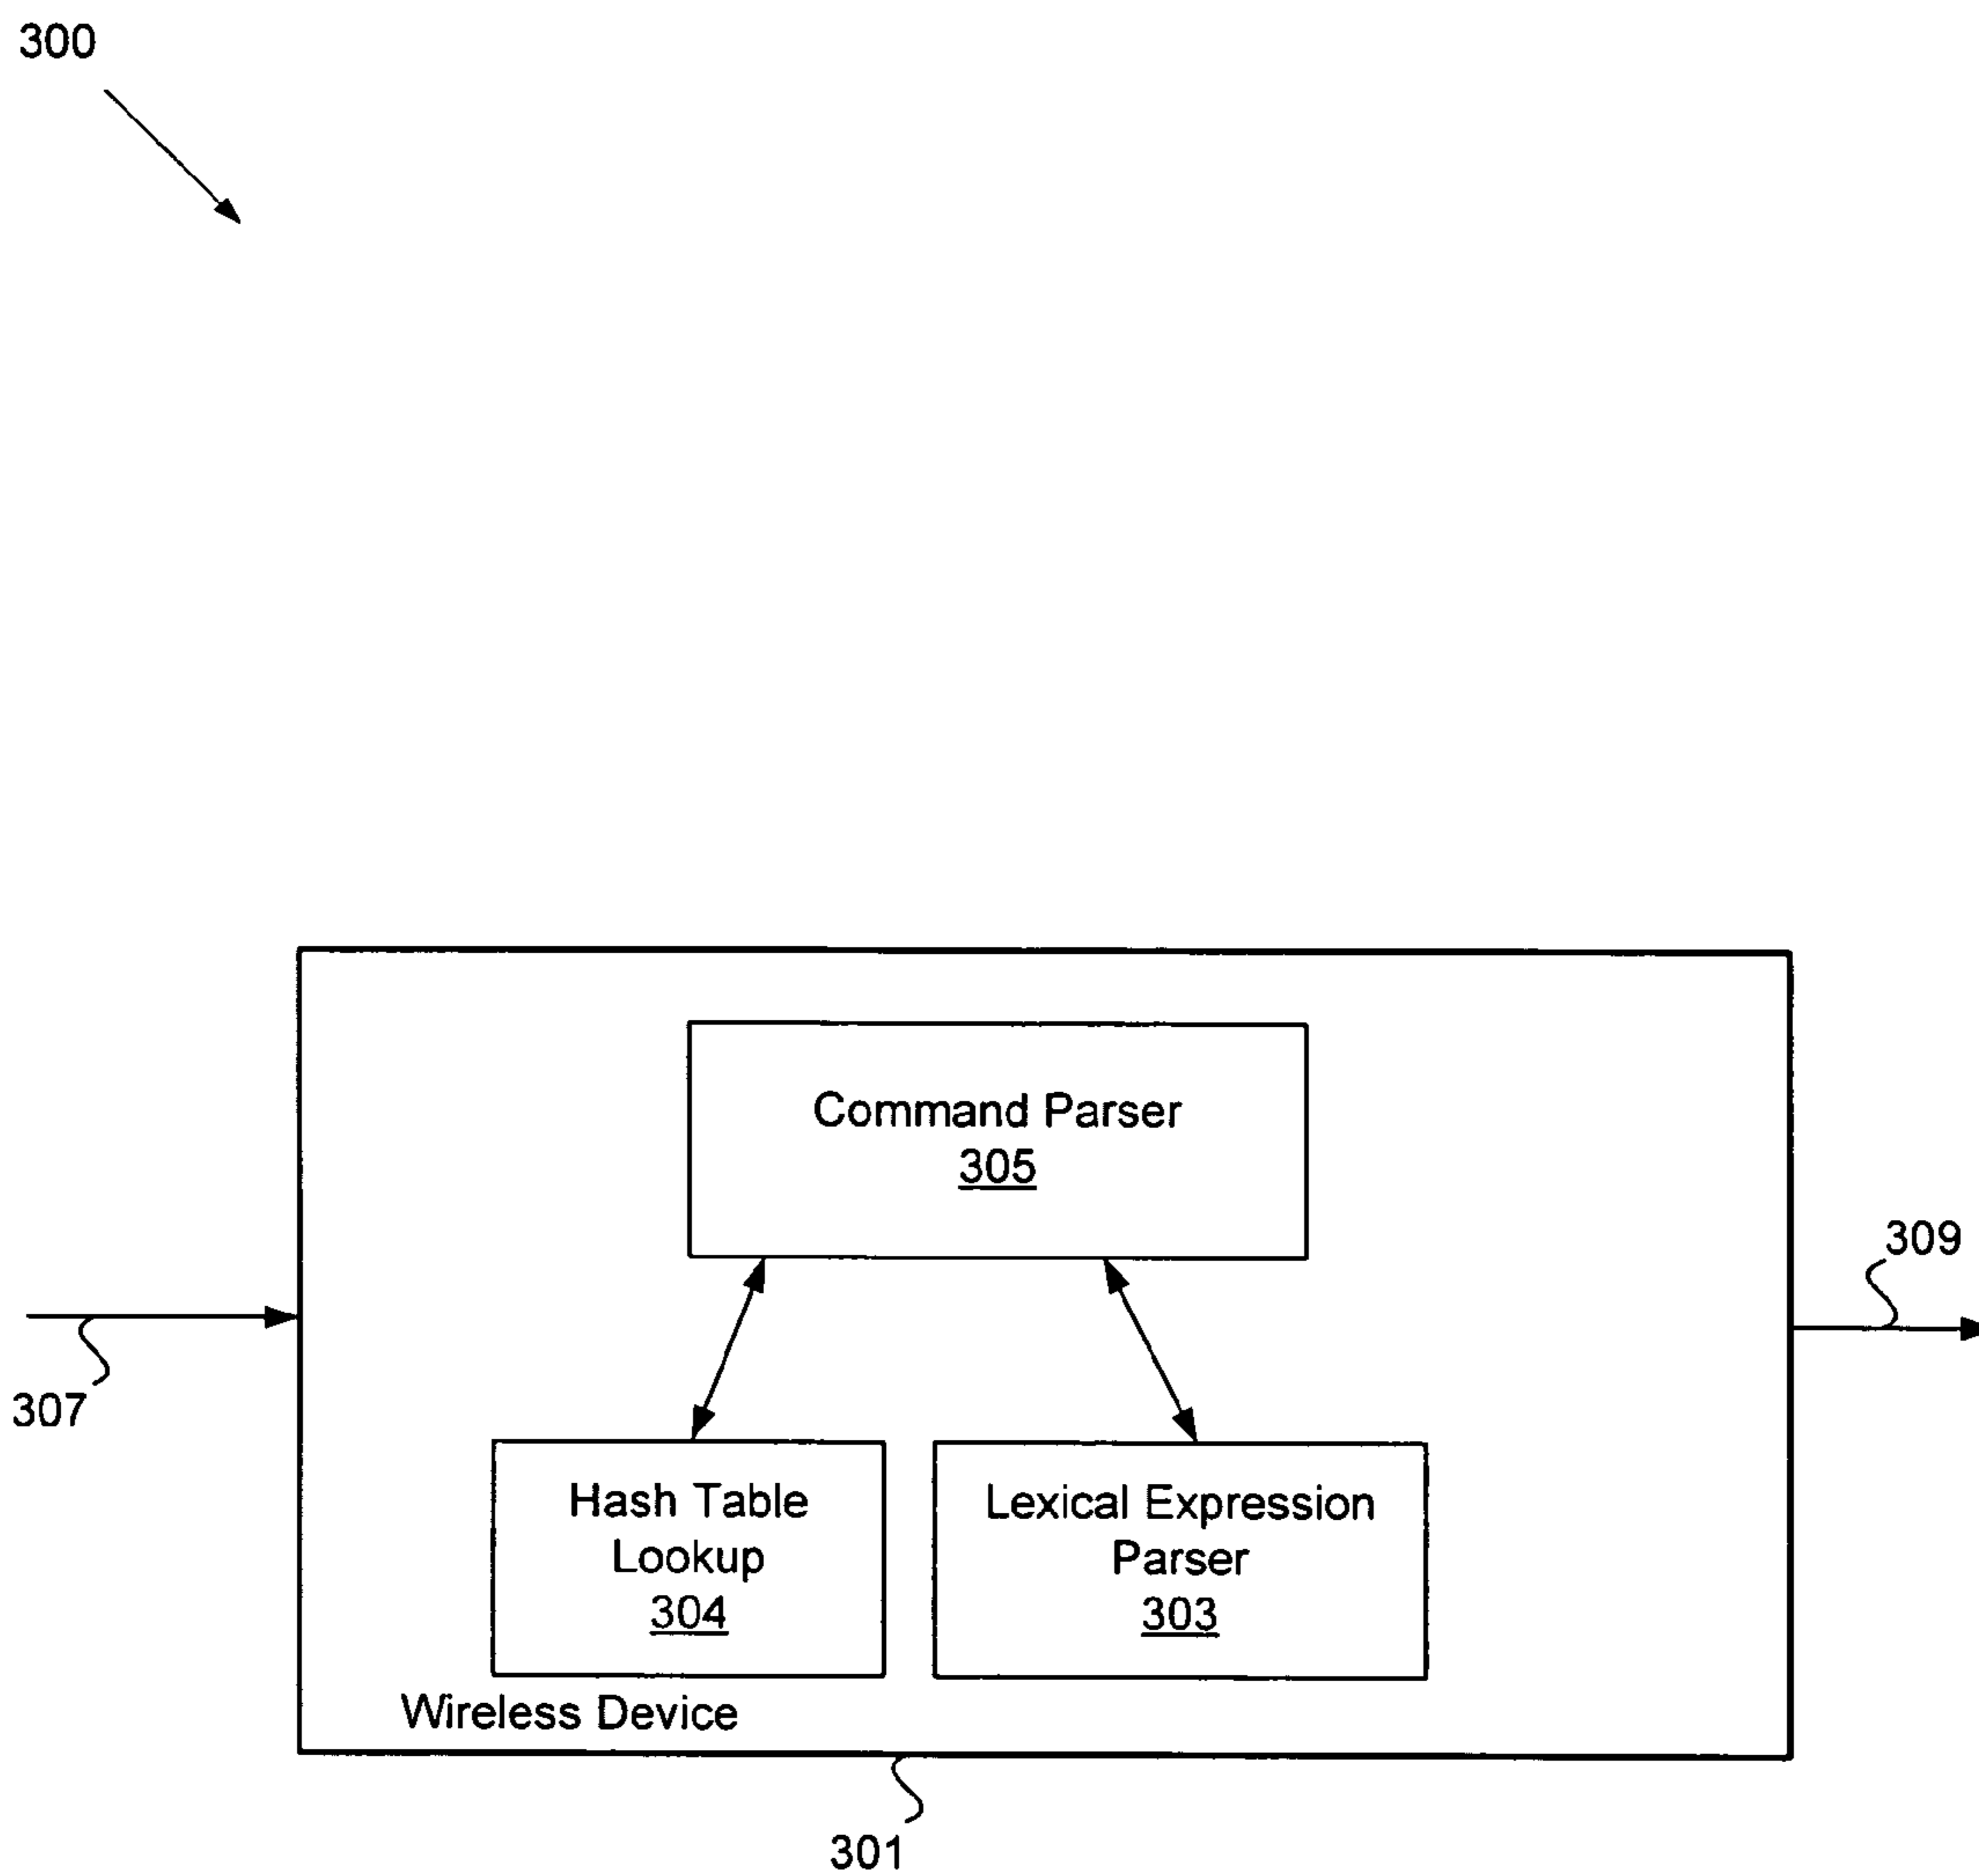 300
Command Parser
305
309
307
Hash Table
Lookup
304
Lexical Expression
Parser
303
Wireless Device
301